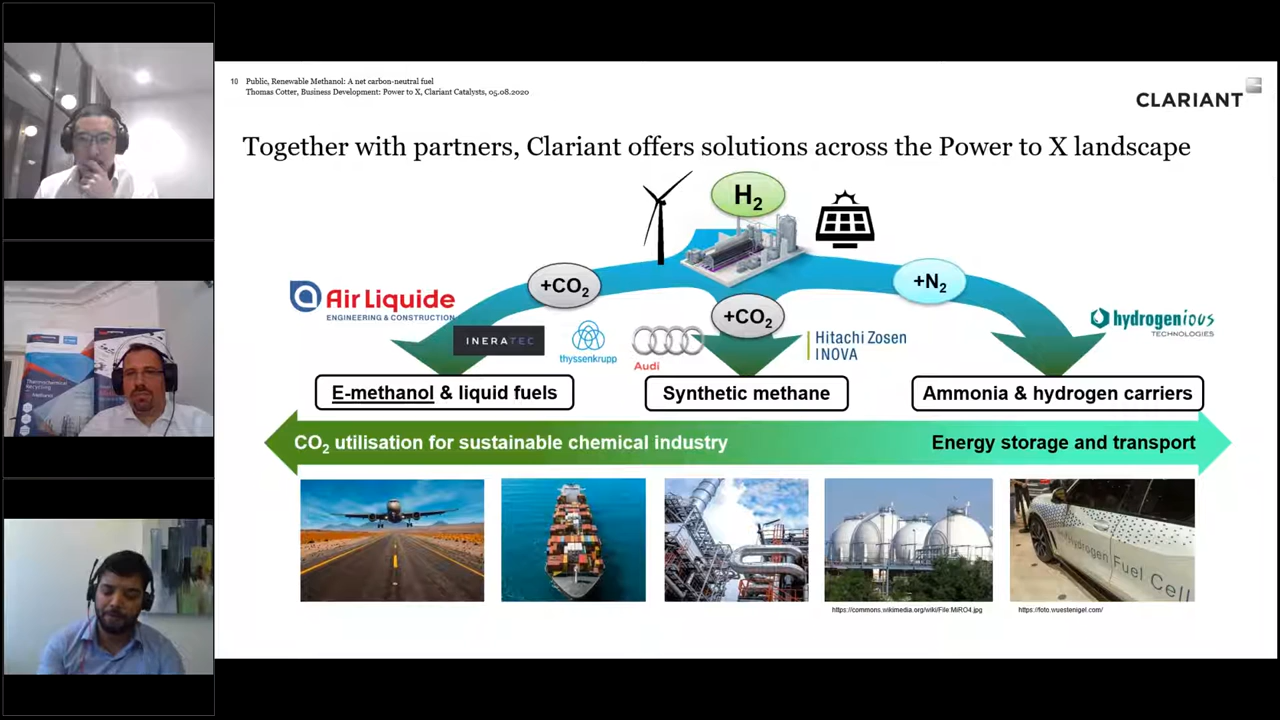 10 Public, Renewable Methanol: A net carbon-neutral fuel
Thomas Cotter, Business Development: Power to X, Clariant Catalysts, 05.08.2020
CLARIANT
Together with partners, Clariant offers solutions across the Power to X landscape
H₂
+CO₂
+N₂
+CO₂
Air Liquide
ENGINEERING & CONSTRUCTION
INERATEC
thyssenkrupp
Audi
Hitachi Zosen
INOVA
hydrogenious
TECHNOLOGIES
E-methanol & liquid fuels
Synthetic methane
Ammonia & hydrogen carriers
CO₂ utilisation for sustainable chemical industry
Energy storage and transport
Hydrogen Fuel Cell
https://commons.wikimedia.org/wiki/File:MiRO4.jpg
https://foto.wuestenigel.com/